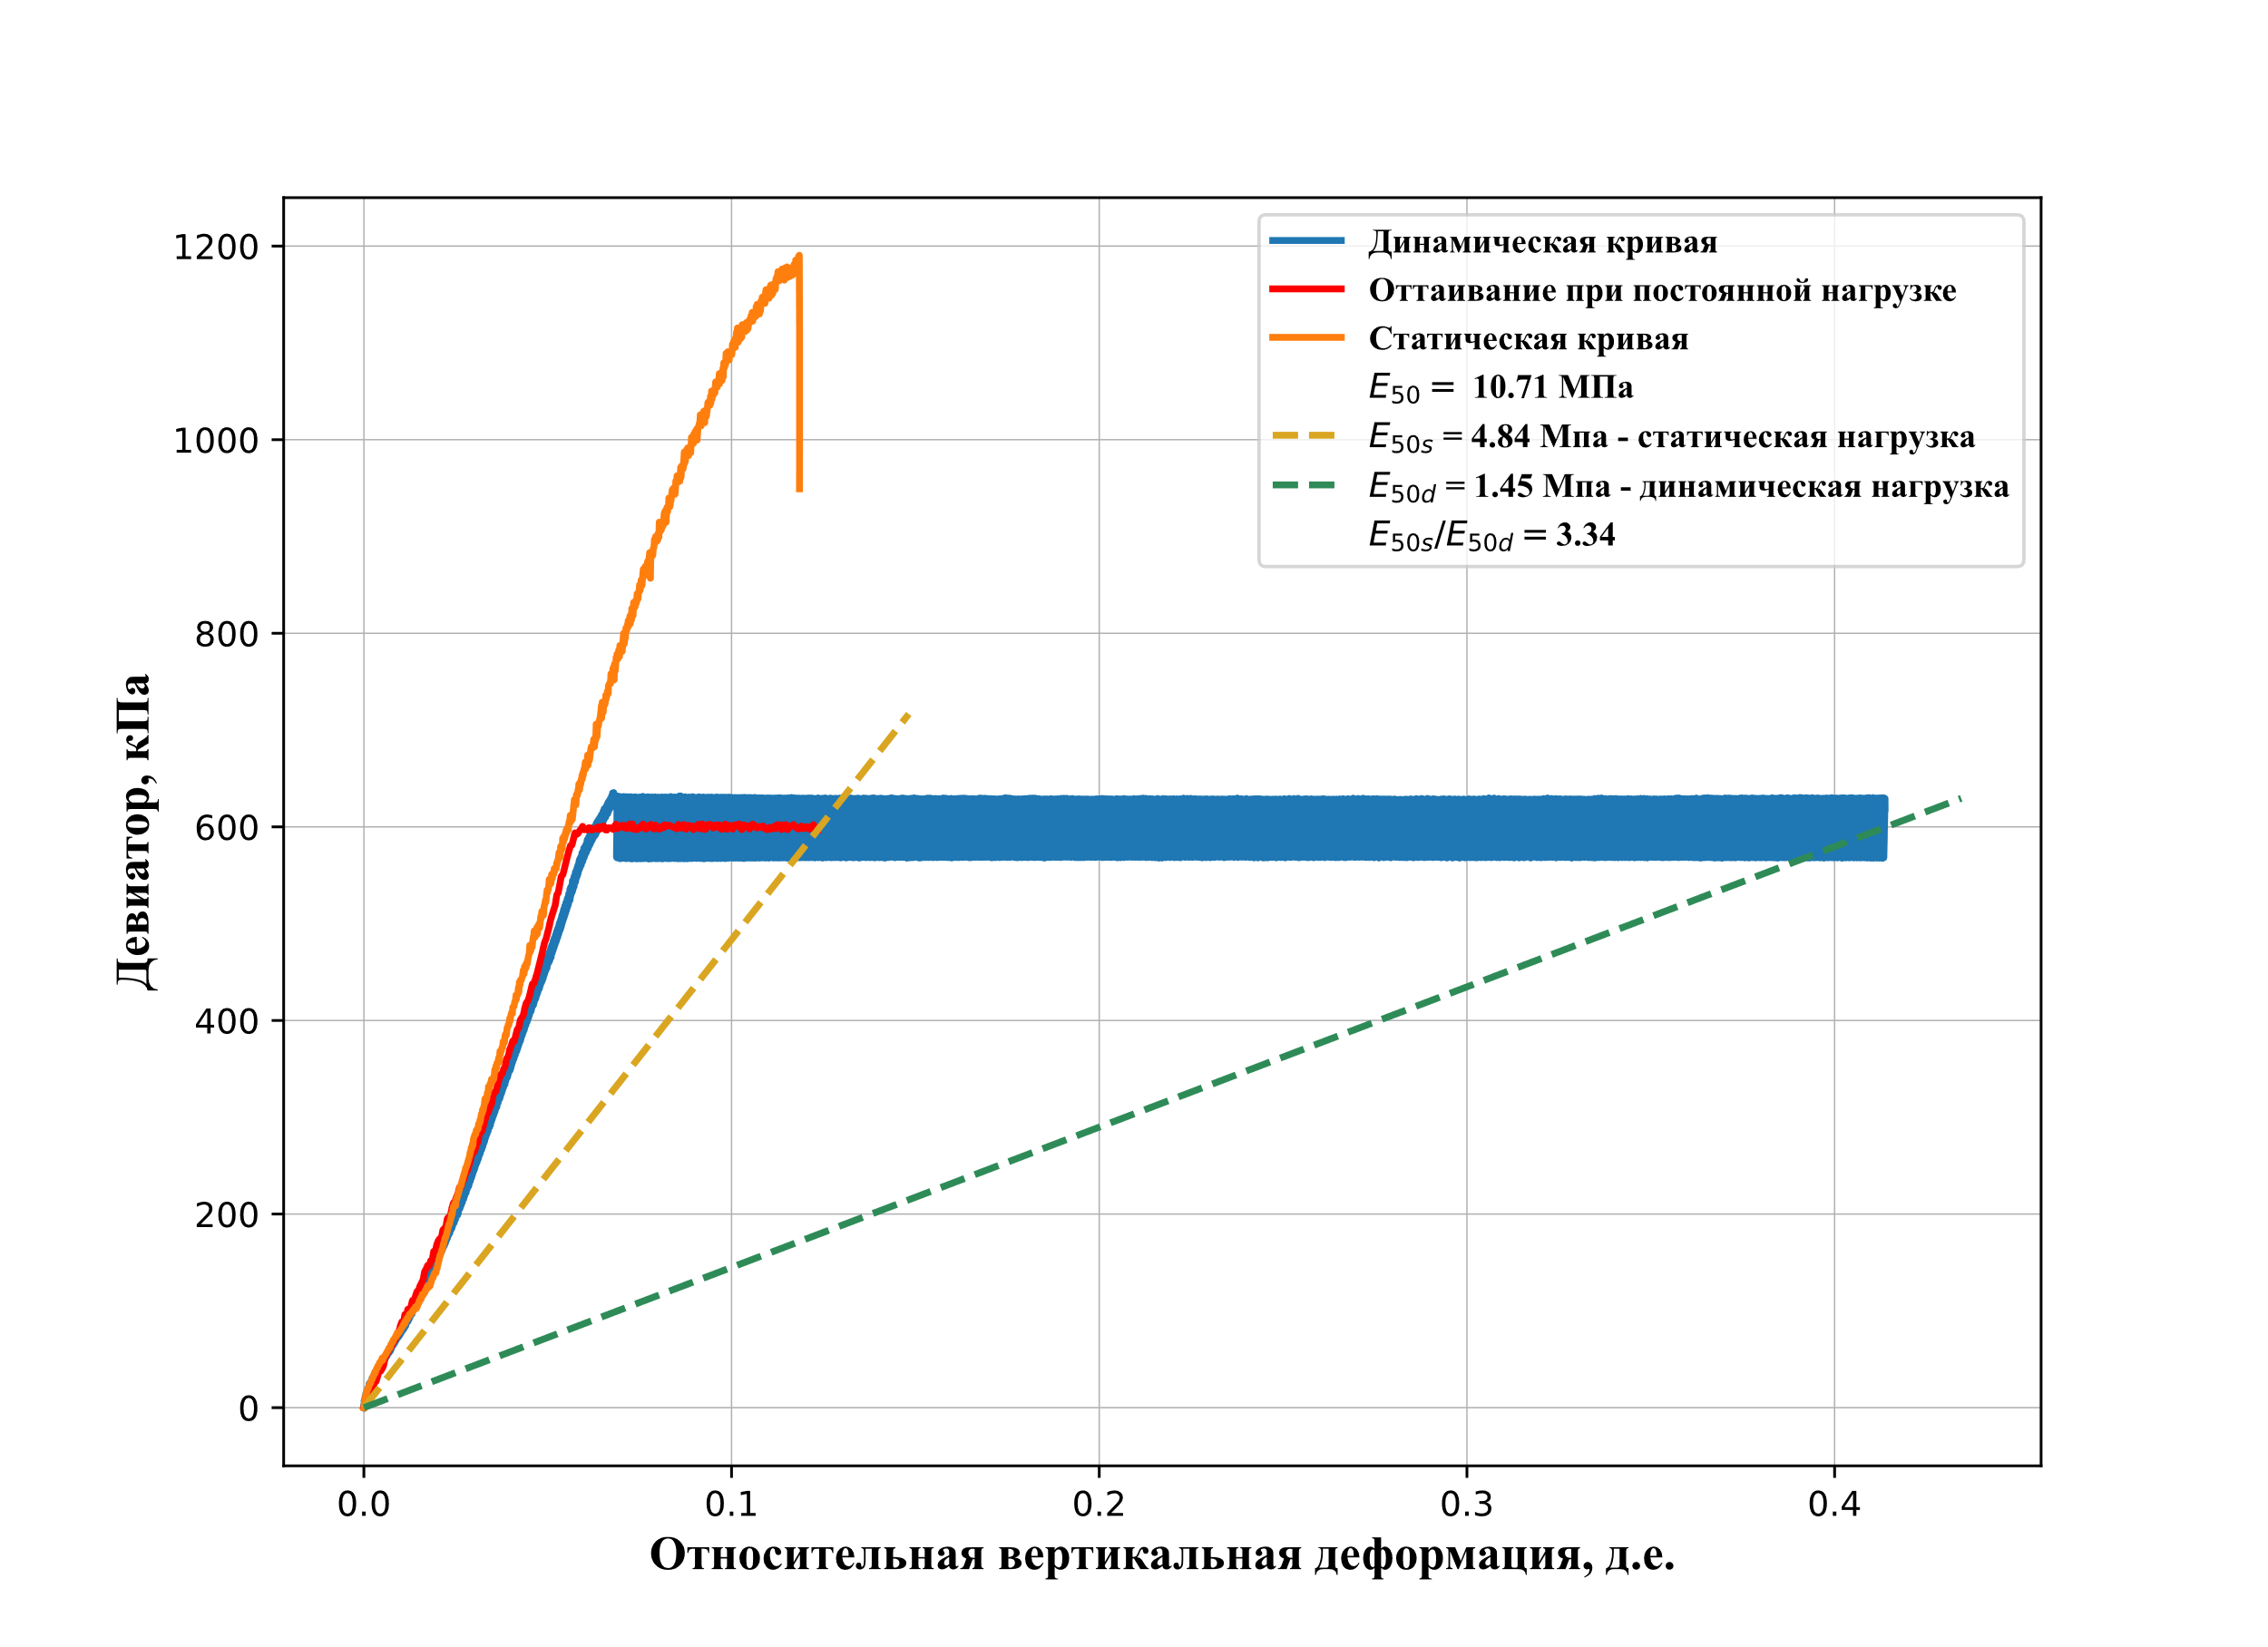 1200
1000
800
600
400
200
0
Девиатор, кПа
0.0 0.1 0.2 0.3 0.4
Относительная вертикальная деформация, д.е.
Динамическая кривая
Оттаивание при постоянной нагрузке
Статическая кривая
E50 = 10.71 МПа
E50s = 4.84 Мпа - статическая нагрузка
E50d = 1.45 Мпа - динамическая нагрузка
E50s/E50d = 3.34